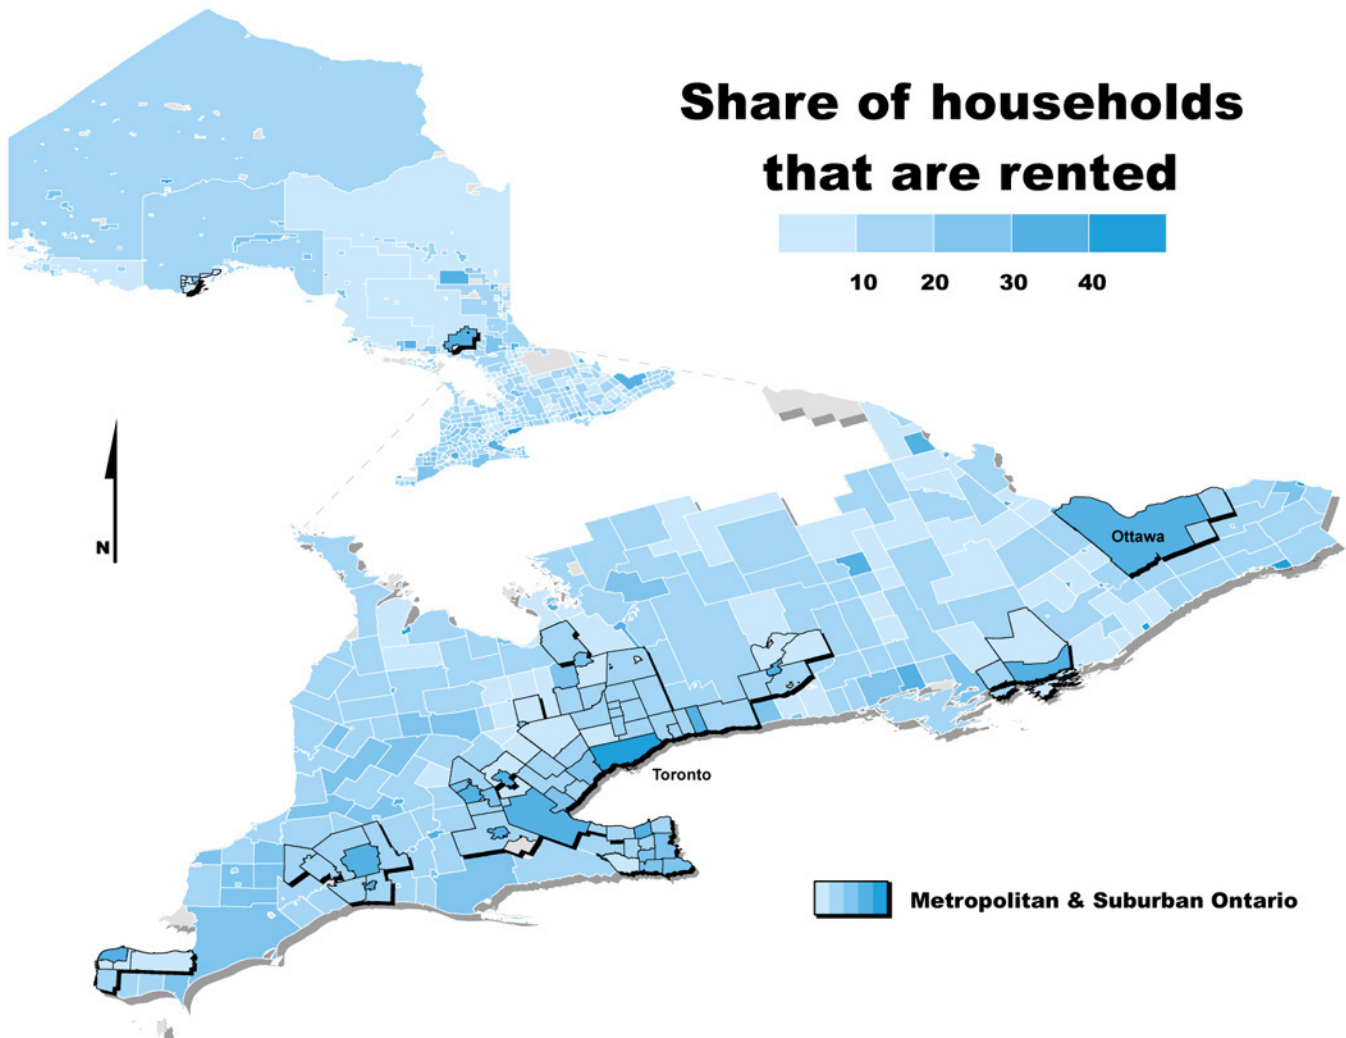 Share of households
that are rented
10 20 30 40
N
Ottawa
Toronto
Metropolitan & Suburban Ontario